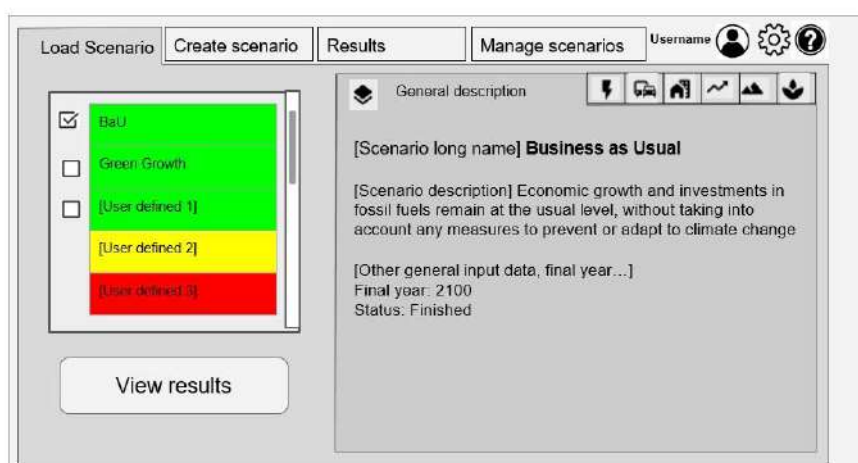 Load Scenario
Create scenario
Results
Manage scenarios
Username
BaU
Green Growth
[User defined 1]
[User defined 2]
[User defined 3]
View results
General description
[Scenario long name] Business as Usual
[Scenario description] Economic growth and investments in
fossil fuels remain at the usual level, without taking into
account any measures to prevent or adapt to climate change
[Other general input data, final year…]
Final year: 2100
Status: Finished